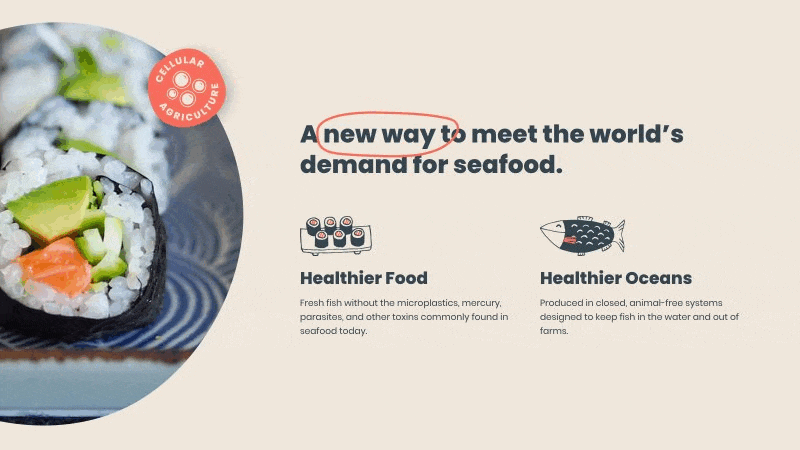 CELLULAR
AGRICULTURE
A new way to meet the world's
demand for seafood.
Healthier Food
Fresh fish without the microplastics, mercury,
parasites, and other toxins commonly found in
seafood today.
Healthier Oceans
Produced in closed, animal-free systems
designed to keep fish in the water and out of
farms.